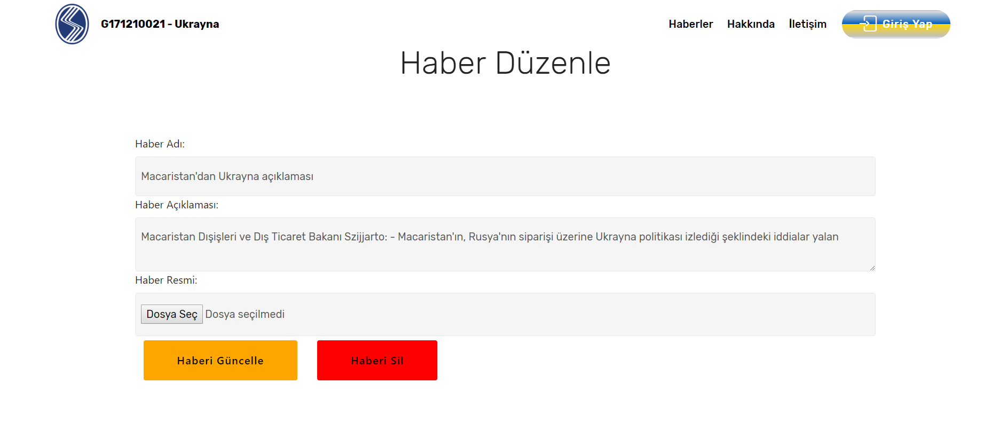 G171210021 - Ukrayna
Haberler
Hakkında
İletişim
Giriş Yap
Haber Düzenle
Haber Adı:
Macaristan'dan Ukrayna açıklaması
Haber Açıklaması:
Macaristan Dışişleri ve Dış Ticaret Bakanı Szijjarto: - Macaristan'ın, Rusya'nın siparişi üzerine Ukrayna politikası izlediği şeklindeki iddialar yalan
Haber Resmi:
Dosya Seç Dosya seçilmedi
Haberi Güncelle
Haberi Sil